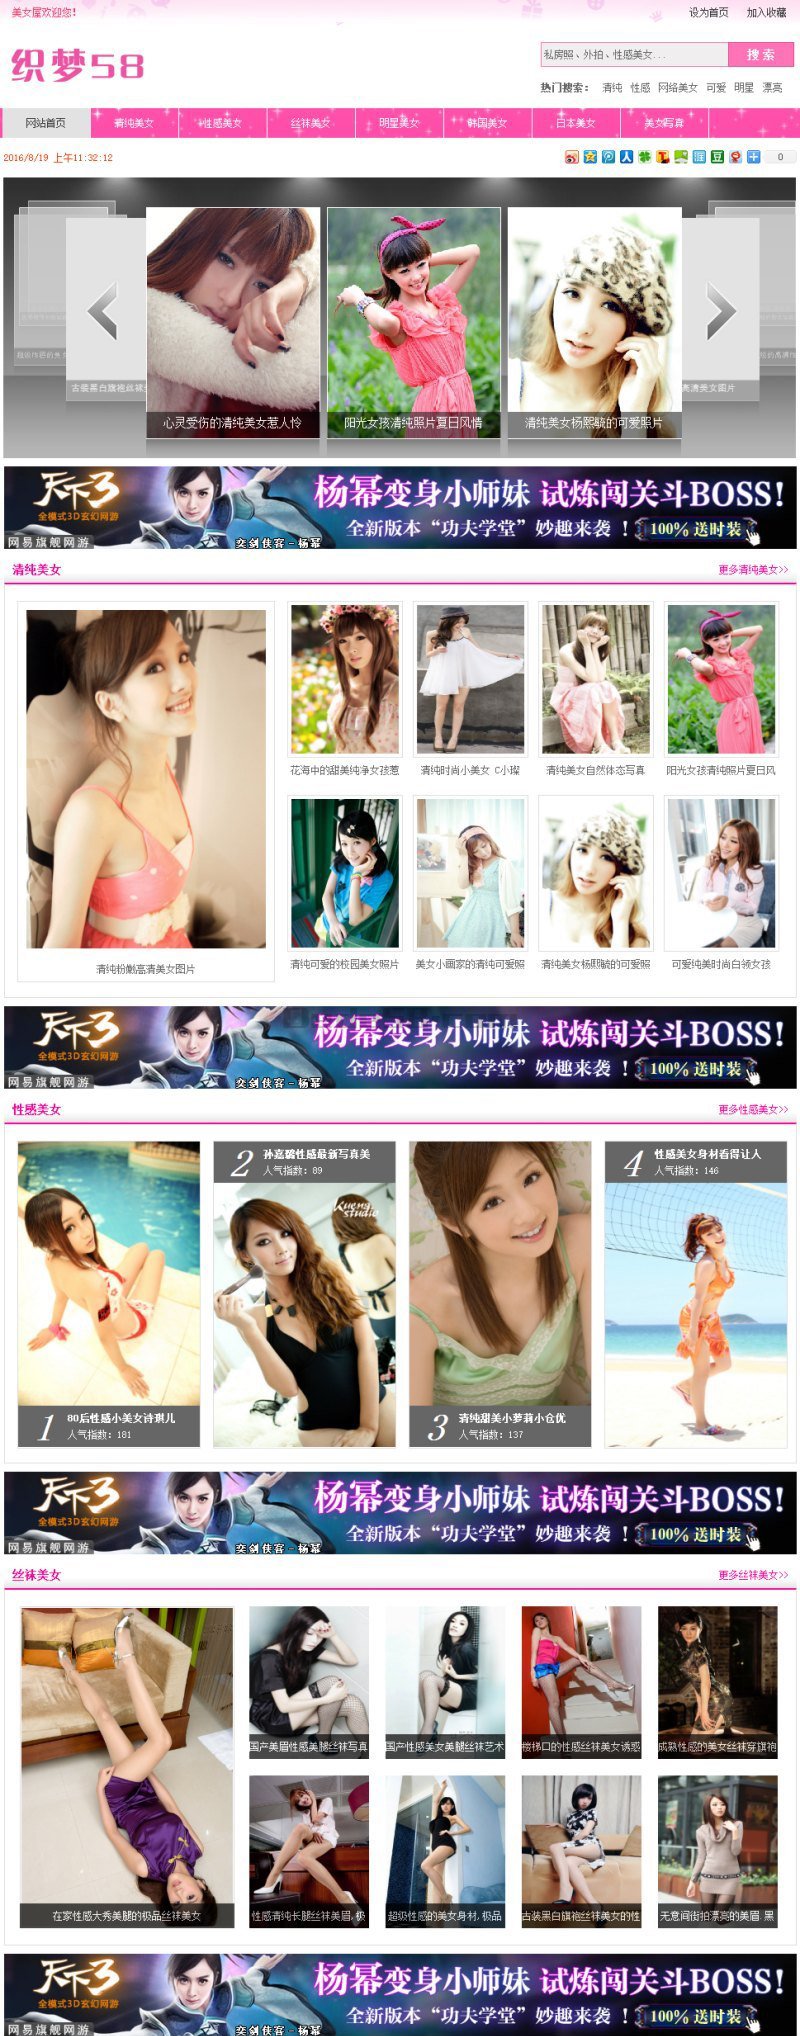 美女屋欢迎您!
设为首页 加入收藏
织梦58
私房照、外拍、性感美女...
搜 索
热门搜索： 清纯 性感 网络美女 可爱 明星 漂亮
网站首页 清纯美女 性感美女 丝袜美女 明星美女 韩国美女 日本美女 美女写真
2016/8/19 上午11:32:12
0
古装黑白旗袍丝袜美
心灵受伤的清纯美女惹人怜
阳光女孩清纯照片夏日风情
清纯美女杨熙毓的可爱照片
高清美女图片
天下3
全模式3D玄幻网游
网易旗舰网游
奕剑侠客-杨幂
杨幂变身小师妹 试炼闯关斗BOSS!
全新版本“功夫学堂”妙趣来袭！ 100% 送时装
清纯美女
更多清纯美女>>
花海中的甜美纯净女孩惹
清纯时尚小美女 C小璨
清纯美女自然体态写真
阳光女孩清纯照片夏日风
清纯粉嫩高清美女图片
清纯可爱的校园美女照片
美女小画家的清纯可爱照
清纯美女杨熙毓的可爱照
可爱纯美时尚白领女孩
天下3
全模式3D玄幻网游
网易旗舰网游
奕剑侠客-杨幂
杨幂变身小师妹 试炼闯关斗BOSS!
全新版本“功夫学堂”妙趣来袭！ 100% 送时装
性感美女
更多性感美女>>
2 孙嘉璐性感最新写真美
人气指数: 89
4 性感美女身材看得让人
人气指数: 146
Kueng.
studio
1 80后性感小美女诗琪儿
人气指数: 181
3 清纯甜美小萝莉小仓优
人气指数: 137
天下3
全模式3D玄幻网游
网易旗舰网游
奕剑侠客-杨幂
杨幂变身小师妹 试炼闯关斗BOSS!
全新版本“功夫学堂”妙趣来袭！ 100% 送时装
丝袜美女
更多丝袜美女>>
国产美眉性感美腿丝袜写真
国产性感美女美腿丝袜艺术
楼梯口的性感丝袜美女诱惑
成熟性感的美女丝袜穿旗袍
在家性感大秀美腿的极品丝袜美女
性感清纯长腿丝袜美眉,极
超级性感的美女身材,极品
古装黑白旗袍丝袜美女的性
无意间街拍漂亮的美眉 黑
天下3
全模式3D玄幻网游
网易旗舰网游
奕剑侠客-杨幂
杨幂变身小师妹 试炼闯关斗BOSS!
全新版本“功夫学堂”妙趣来袭！ 100% 送时装